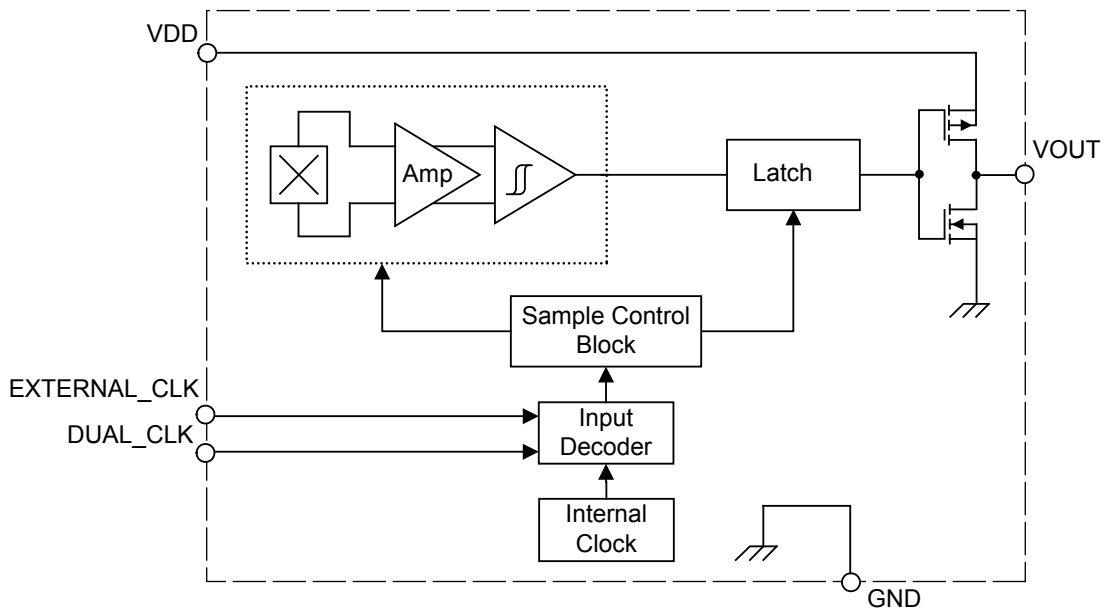 VDD
VOUT
Amp
Latch
Sample Control
Block
EXTERNAL_CLK
DUAL_CLK
Input
Decoder
Internal
Clock
GND